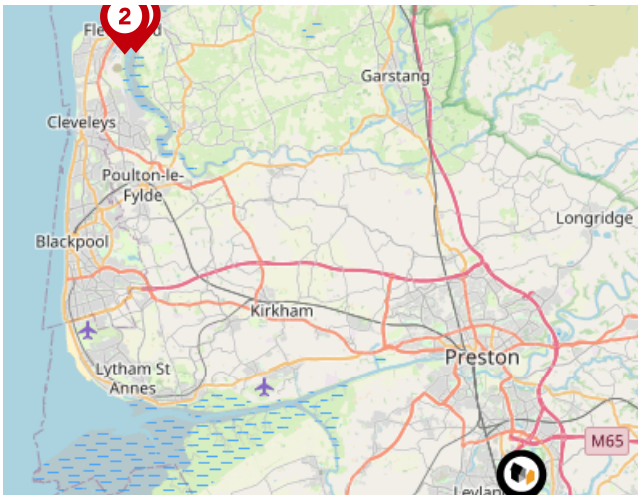 2
Garstang
Cleveleys
Poulton-le-
Fylde
Longridge
Blackpool
Kirkham
Preston
Lytham St
Annes
M65